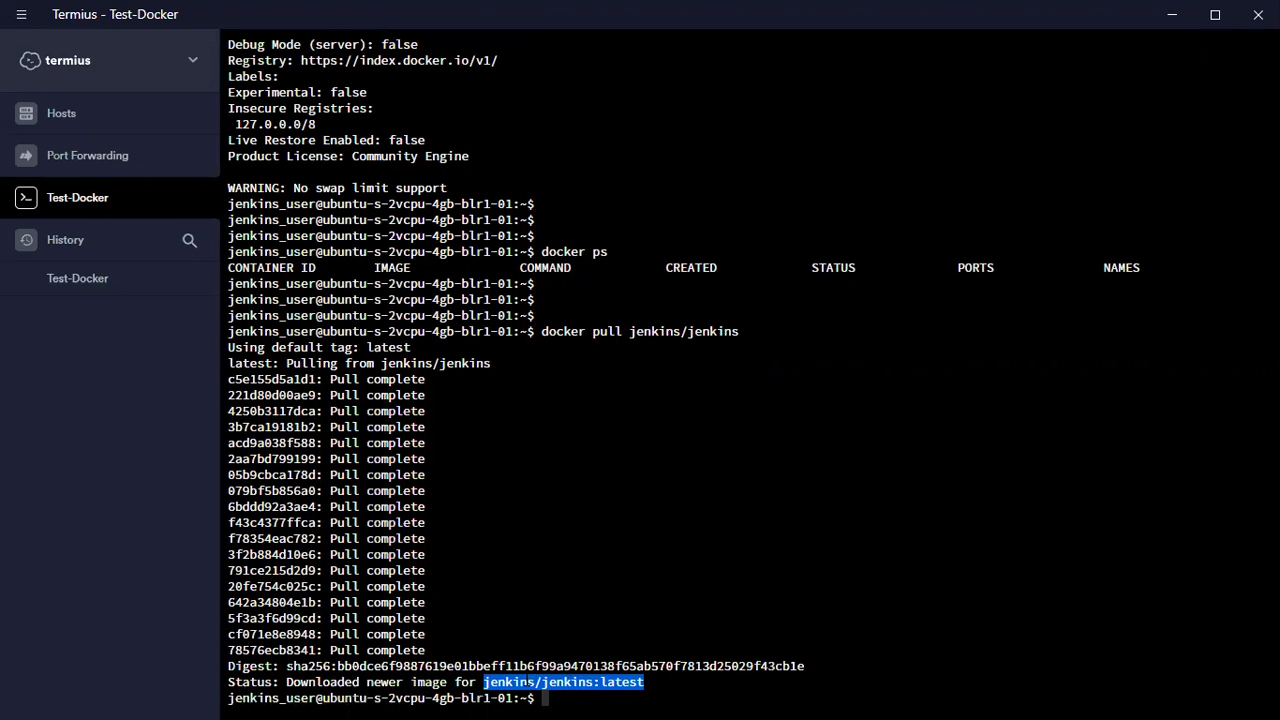 Termius - Test-Docker
termius
Hosts
Port Forwarding
Test-Docker
History
Test-Docker
Debug Mode (server): false
Registry: https://index.docker.io/v1/
Labels:
Experimental: false
Insecure Registries:
127.0.0.0/8
Live Restore Enabled: false
Product License: Community Engine
WARNING: No swap limit support
jenkins_user@ubuntu-s-2vcpu-4gb-blr1-01:~$
jenkins_user@ubuntu-s-2vcpu-4gb-blr1-01:~$
jenkins_user@ubuntu-s-2vcpu-4gb-blr1-01:~$
jenkins_user@ubuntu-s-2vcpu-4gb-blr1-01:~$ docker ps
CONTAINER ID IMAGE COMMAND CREATED STATUS PORTS NAMES
jenkins_user@ubuntu-s-2vcpu-4gb-blr1-01:~$
jenkins_user@ubuntu-s-2vcpu-4gb-blr1-01:~$
jenkins_user@ubuntu-s-2vcpu-4gb-blr1-01:~$
jenkins_user@ubuntu-s-2vcpu-4gb-blr1-01:~$ docker pull jenkins/jenkins
Using default tag: latest
latest: Pulling from jenkins/jenkins
c5e155d5a1d1: Pull complete
221d80d00ae9: Pull complete
4250b3117dca: Pull complete
3b7ca19181b2: Pull complete
acd9a038f588: Pull complete
2aa7bd799199: Pull complete
05b9cbca178d: Pull complete
079bf5b856a0: Pull complete
6bddd92a3ae4: Pull complete
f43c4377ffca: Pull complete
f78354eac782: Pull complete
3f2b884d10e6: Pull complete
791ce215d2d9: Pull complete
20fe754c025c: Pull complete
642a34804e1b: Pull complete
5f3a3f6d99cd: Pull complete
cf071e8e8948: Pull complete
78576ecb8341: Pull complete
Digest: sha256:bb0dce6f9887619e01bbeff11b6f99a9470138f65ab570f7813d25029f43cb1e
Status: Downloaded newer image for jenkins/jenkins:latest
jenkins_user@ubuntu-s-2vcpu-4gb-blr1-01:~$